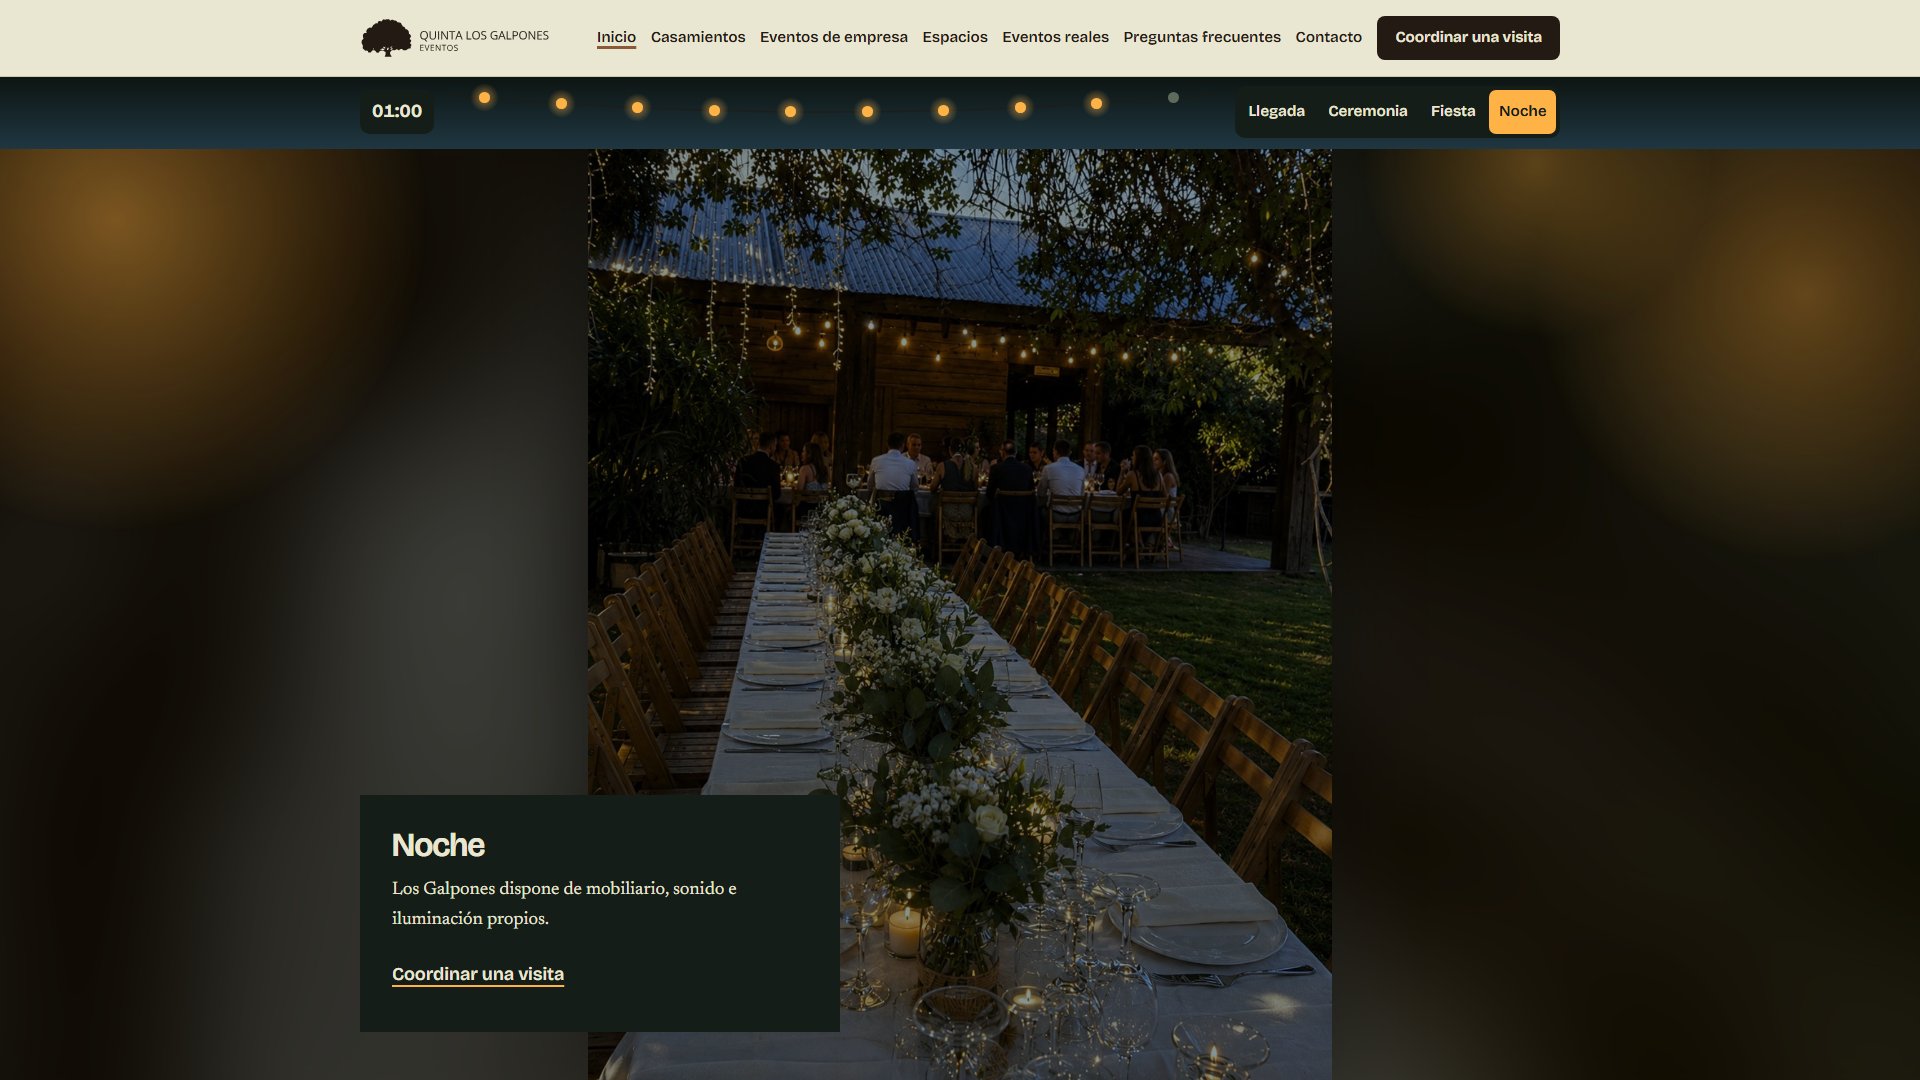 QUINTA LOS GALPONES
EVENTOS
Inicio
Casamientos
Eventos de empresa
Espacios
Eventos reales
Preguntas frecuentes
Contacto
Coordinar una visita
01:00
Llegada
Ceremonia
Fiesta
Noche
Noche
Los Galpones dispone de mobiliario, sonido e
iluminación propios.
Coordinar una visita